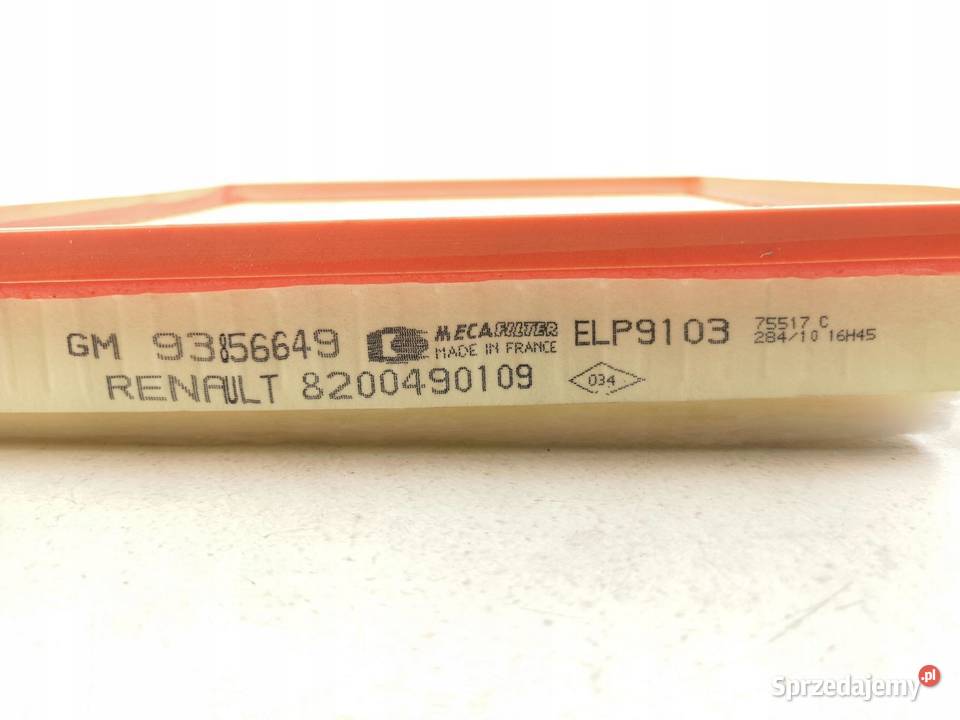 GM 93856649 MECAFILTER ELP9103 75517 C
MADE IN FRANCE 284/10 16H45
RENAULT 8200490109 034
Sprzedajemy.pl